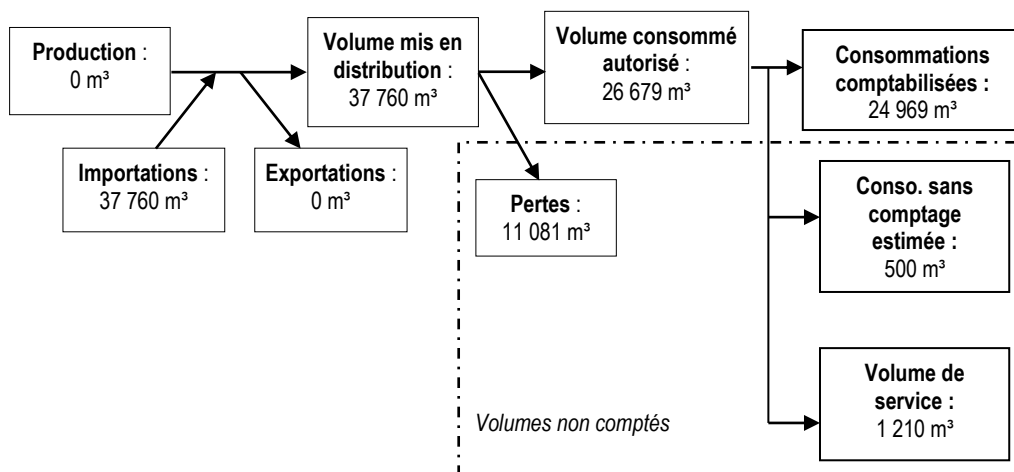 Production :
0 m³
Volume mis en
distribution :
37 760 m³
Volume consommé
autorisé :
26 679 m³
Consommations
comptabilisées :
24 969 m³
Importations :
37 760 m³
Exportations :
0 m³
Pertes :
11 081 m³
Conso. sans
comptage
estimée :
500 m³
Volume de
service :
1 210 m³
Volumes non comptés